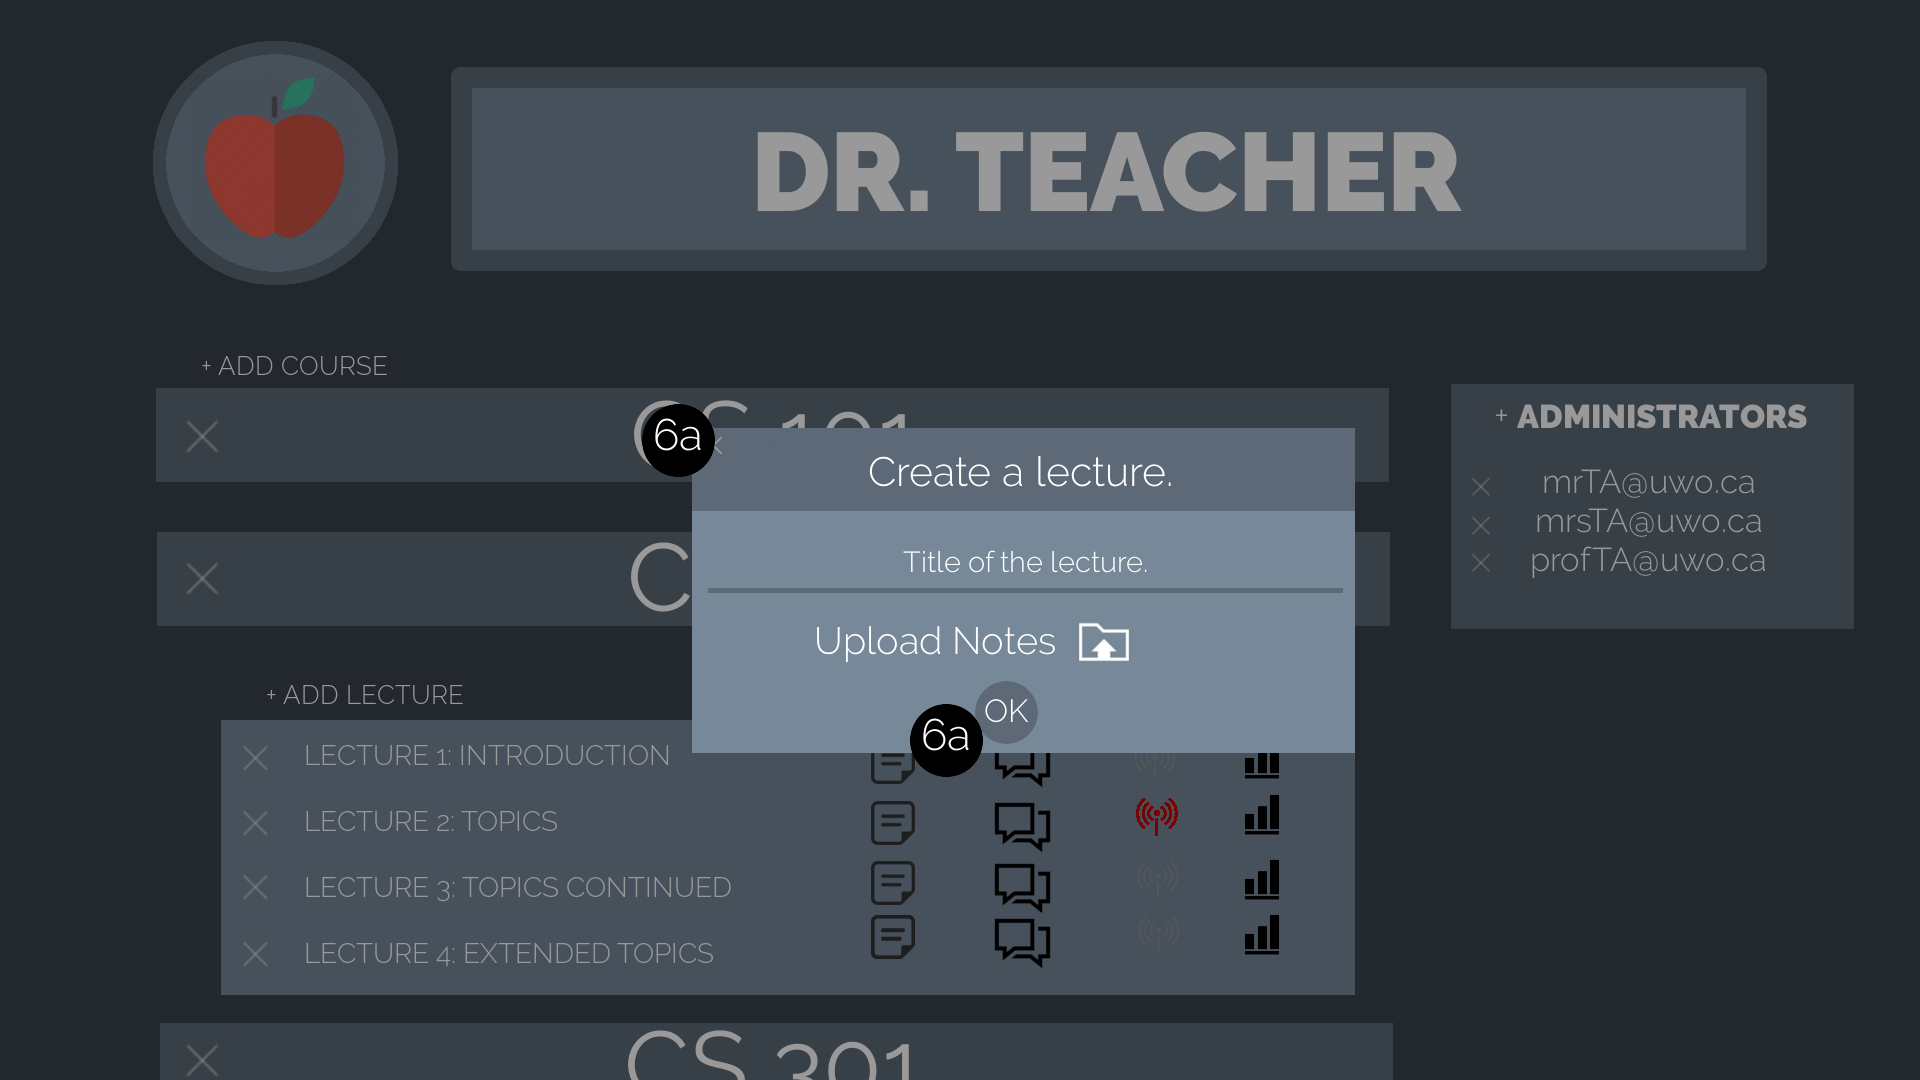 DR. TEACHER
+ ADD COURSE
CS 101
+ ADMINISTRATORS
6a
Create a lecture.
mrTA@uwo.ca
mrsTA@uwo.ca
profTA@uwo.ca
C
Title of the lecture.
Upload Notes
+ ADD LECTURE
OK
6a
LECTURE 1: INTRODUCTION
LECTURE 2: TOPICS
LECTURE 3: TOPICS CONTINUED
LECTURE 4: EXTENDED TOPICS
CS 301